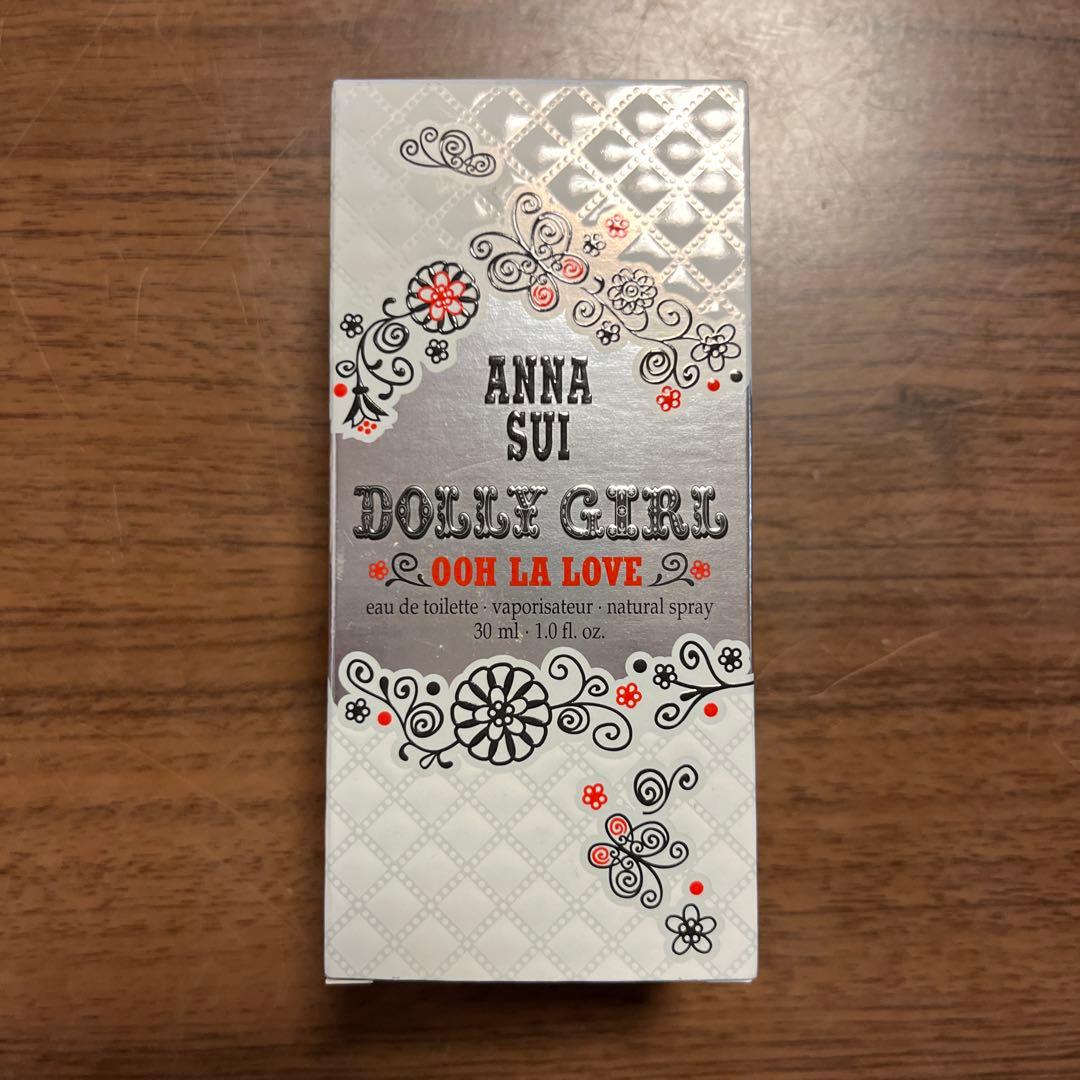 ANNA
SUI
DOLLY GIRL
OOH LA LOVE
eau de toilette · vaporisateur · natural spray
30 ml · 1.0 fl. oz.